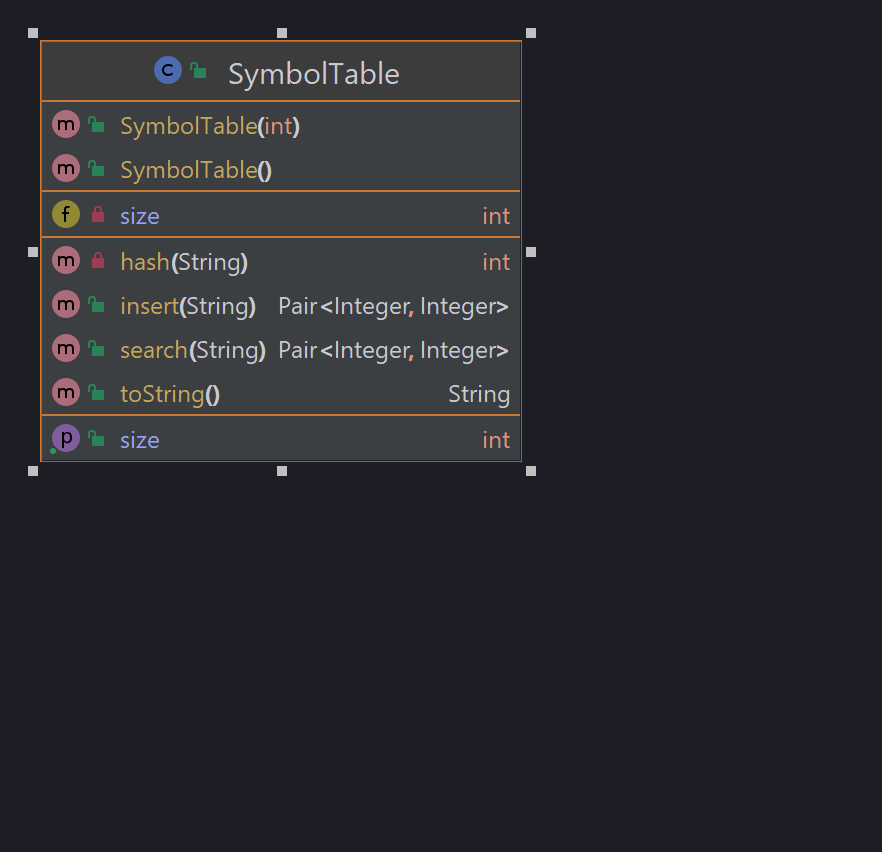 C SymbolTable
m SymbolTable(int)
m SymbolTable()
f size int
m hash(String) int
m insert(String) Pair<Integer, Integer>
m search(String) Pair<Integer, Integer>
m toString() String
p size int